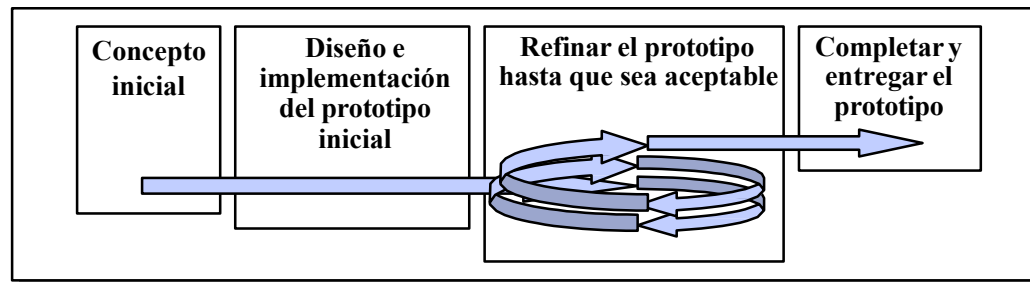 Concepto
inicial
Diseño e
implementación
del prototipo
inicial
Refinar el prototipo
hasta que sea aceptable
Completar y
entregar el
prototipo